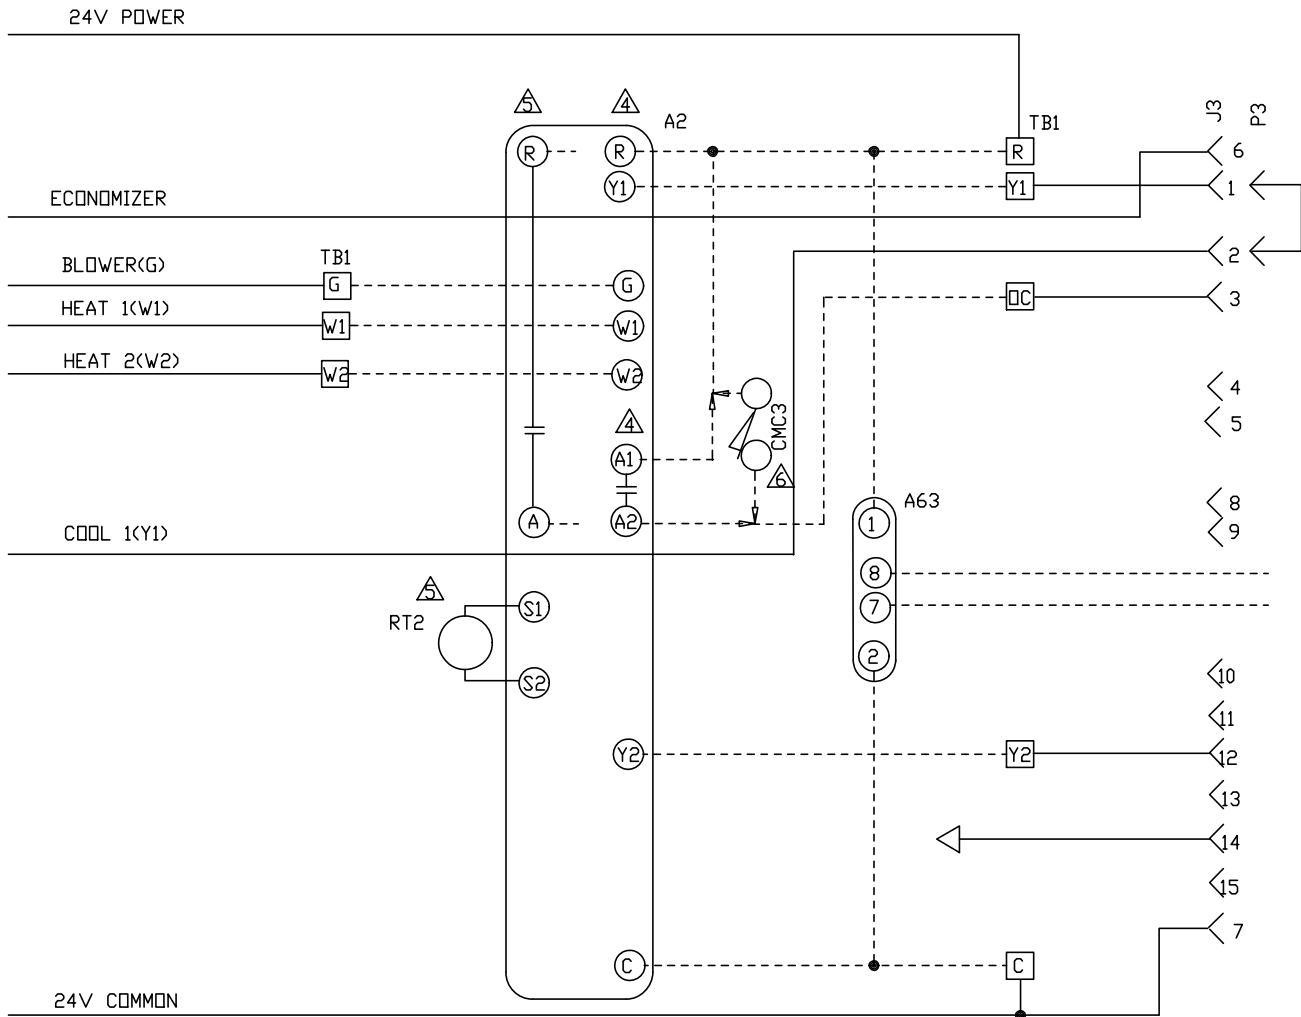 24V POWER
5
4
A2
TB1
J3
P3
R
R
R
6
Y1
Y1
1
ECONOMIZER
2
BLOWER(G)
TB1
G
G
OC
3
HEAT 1(W1)
W1
W1
HEAT 2(W2)
W2
W2
4
CMC3
4
5
A1
6
A63
8
A
A2
1
9
COOL 1(Y1)
8
5
S1
7
RT2
2
S2
10
11
Y2
Y2
12
13
14
15
7
C
C
24V COMMON